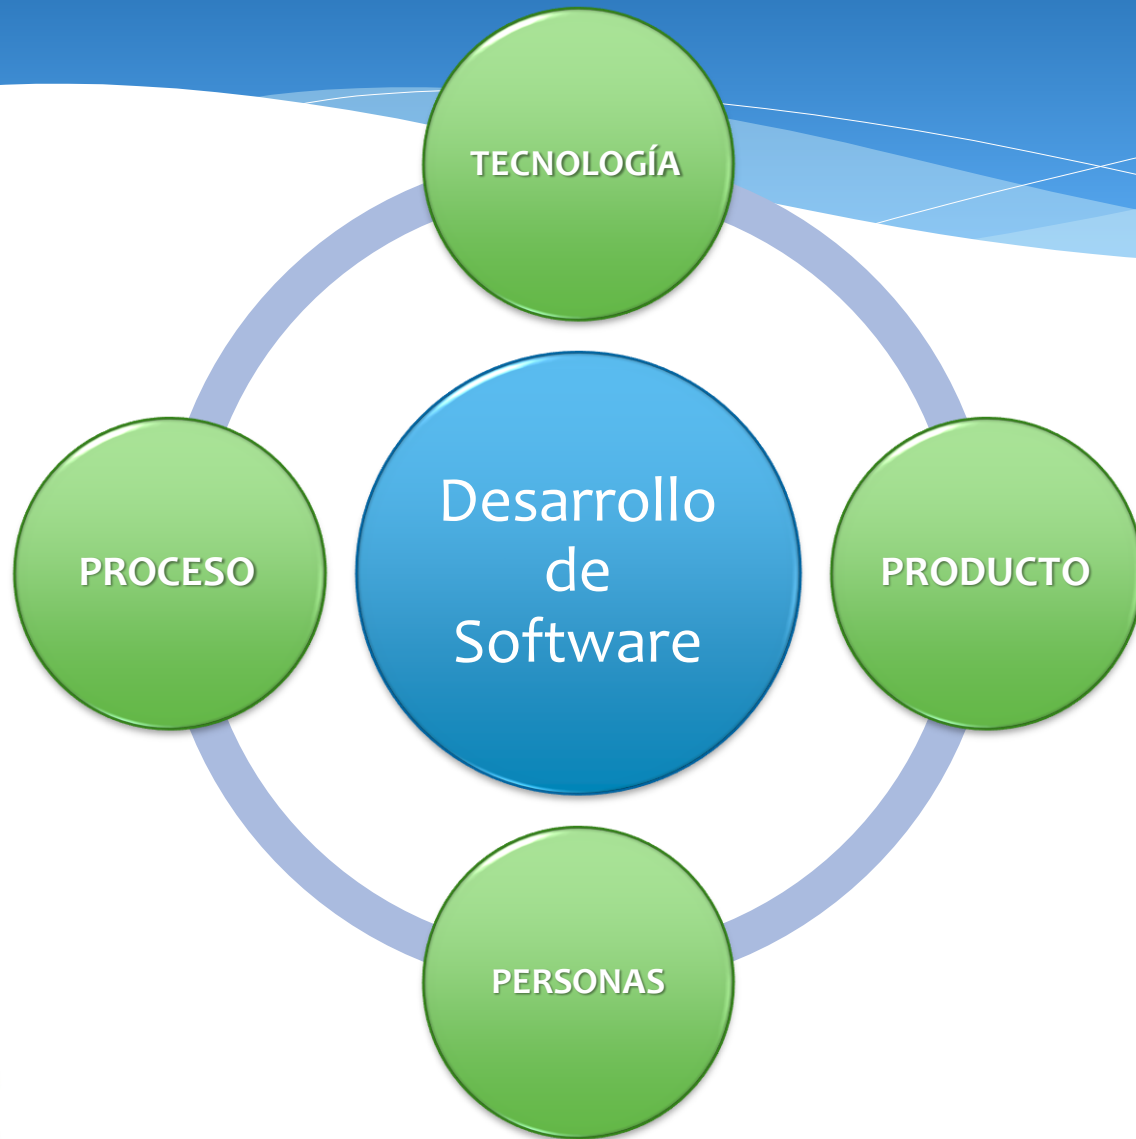 TECNOLOGÍA
Desarrollo
de
Software
PROCESO
PRODUCTO
PERSONAS